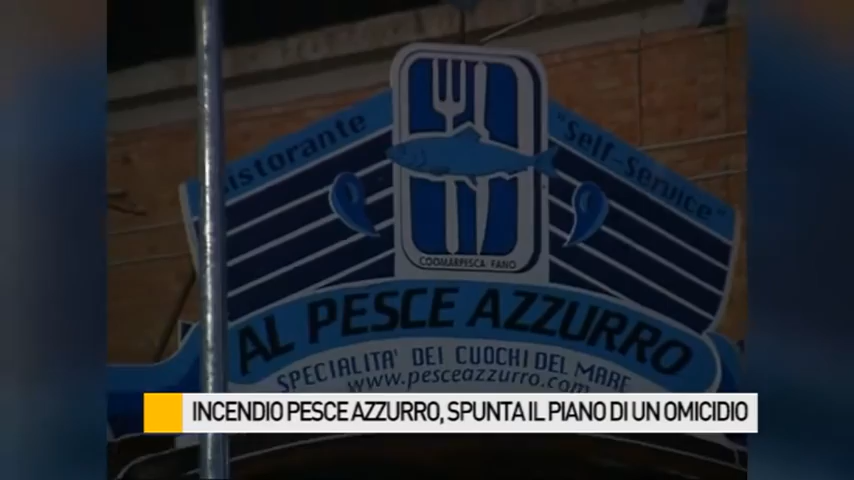 Ristorante
"Self-Service"
COOMARPESCA FANO
AL PESCE AZZURRO
SPECIALITA' DEI CUOCHI DEL MARE
www.pesceazzurro.com
INCENDIO PESCE AZZURRO, SPUNTA IL PIANO DI UN OMICIDIO